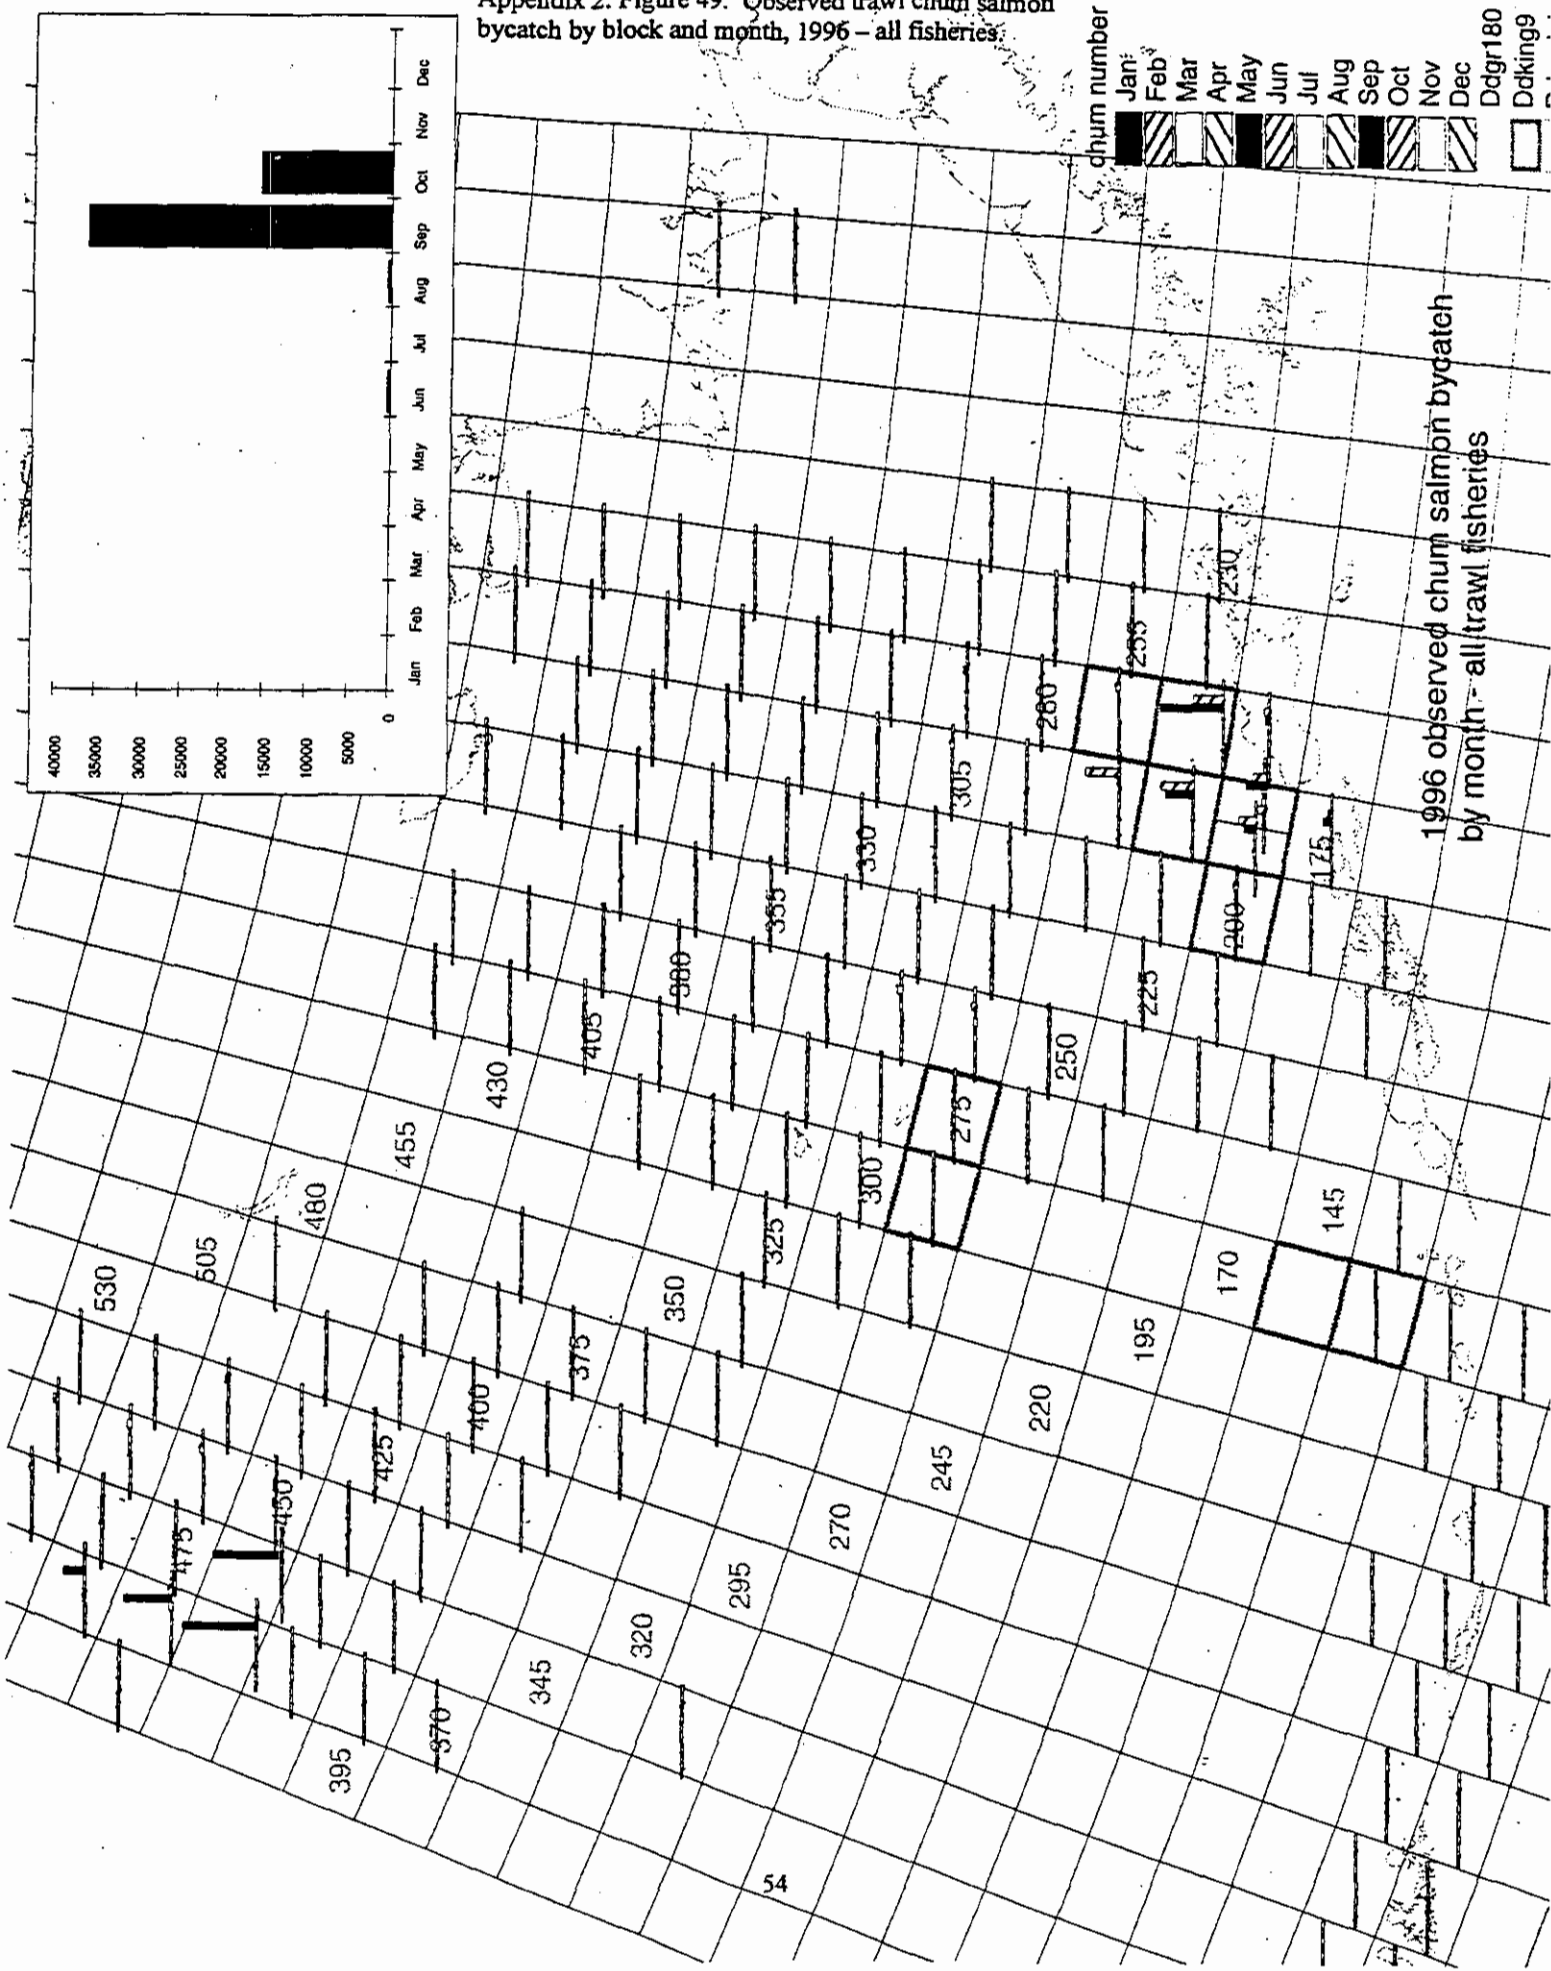 Appendix 2. Figure 49. Observed trawl chum salmon
bycatch by block and month, 1996 – all fisheries.
40000
35000
30000
25000
20000
15000
10000
5000
0
Jan
Feb
Mar
Apr
May
Jun
Jul
Aug
Sep
Oct
Nov
Dec
chum number
Jan
Feb
Mar
Apr
May
Jun
Jul
Aug
Sep
Oct
Nov
Dec
Ddgr180
Ddking9
530
505
480
455
430
405
380
355
330
305
280
255
230
475
450
425
400
375
350
325
300
275
250
225
200
175
395
370
345
320
295
270
245
220
195
170
145
1996 observed chum salmon bycatch
by month - all trawl fisheries
54